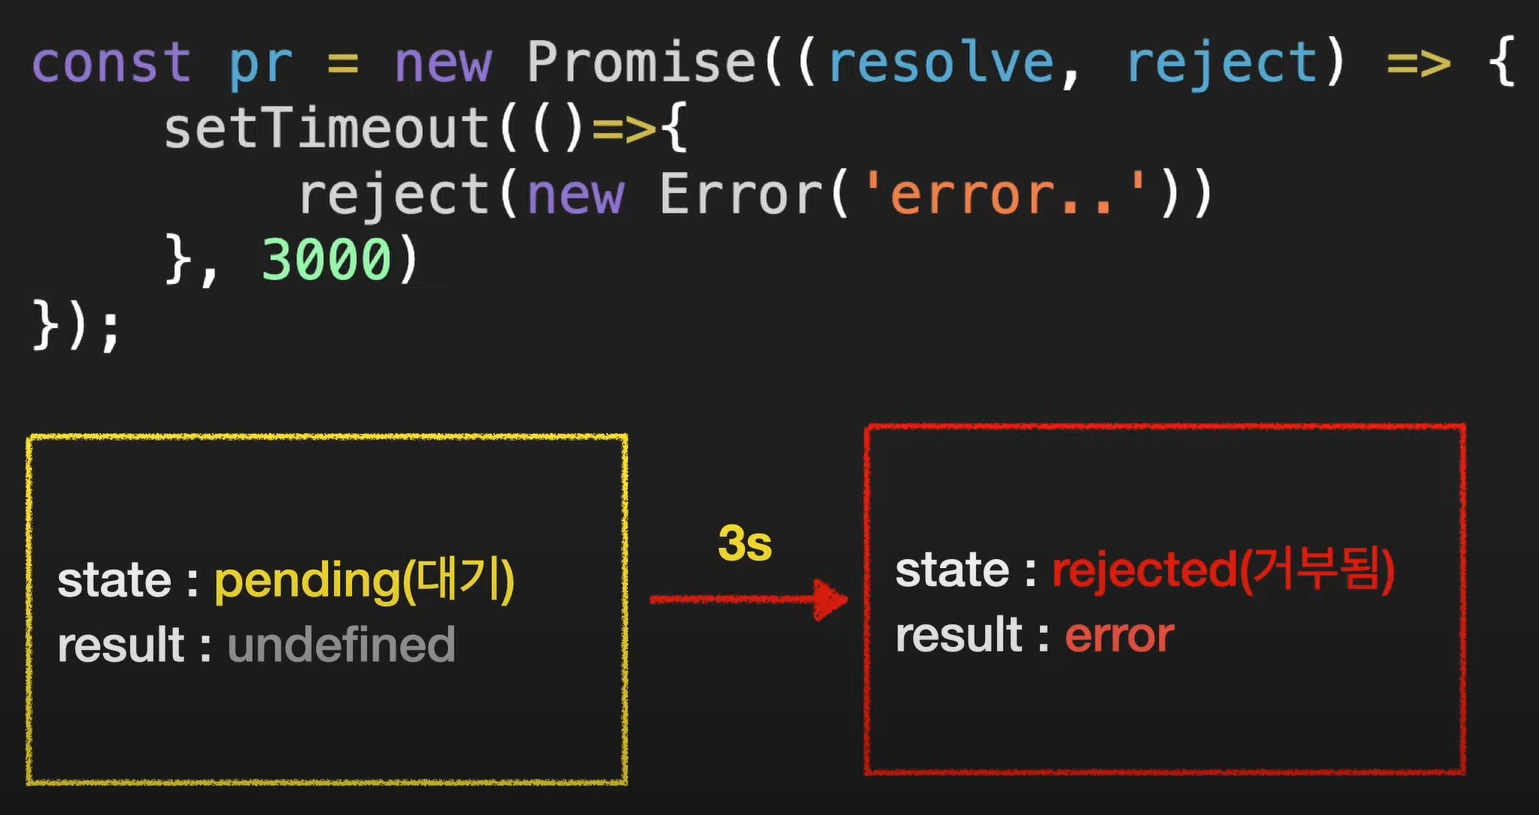 const pr = new Promise((resolve, reject) => {
    setTimeout(()=>{
        reject(new Error('error..'))
    }, 3000)
});
state : pending(대기)
result : undefined
3s
state : rejected(거부됨)
result : error